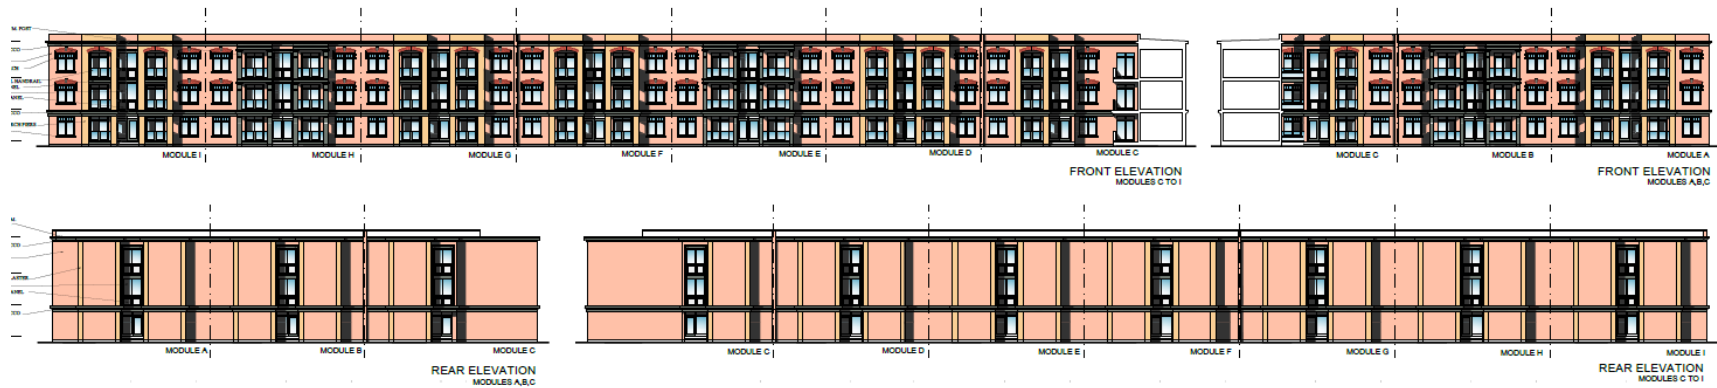 MODULE I
MODULE H
MODULE G
MODULE F
MODULE E
MODULE D
MODULE C
FRONT ELEVATION
MODULES C TO I
MODULE C
MODULE B
MODULE A
FRONT ELEVATION
MODULES A,B,C
MODULE A
MODULE B
MODULE C
REAR ELEVATION
MODULES A,B,C
MODULE C
MODULE D
MODULE E
MODULE F
MODULE G
MODULE H
MODULE I
REAR ELEVATION
MODULES C TO I